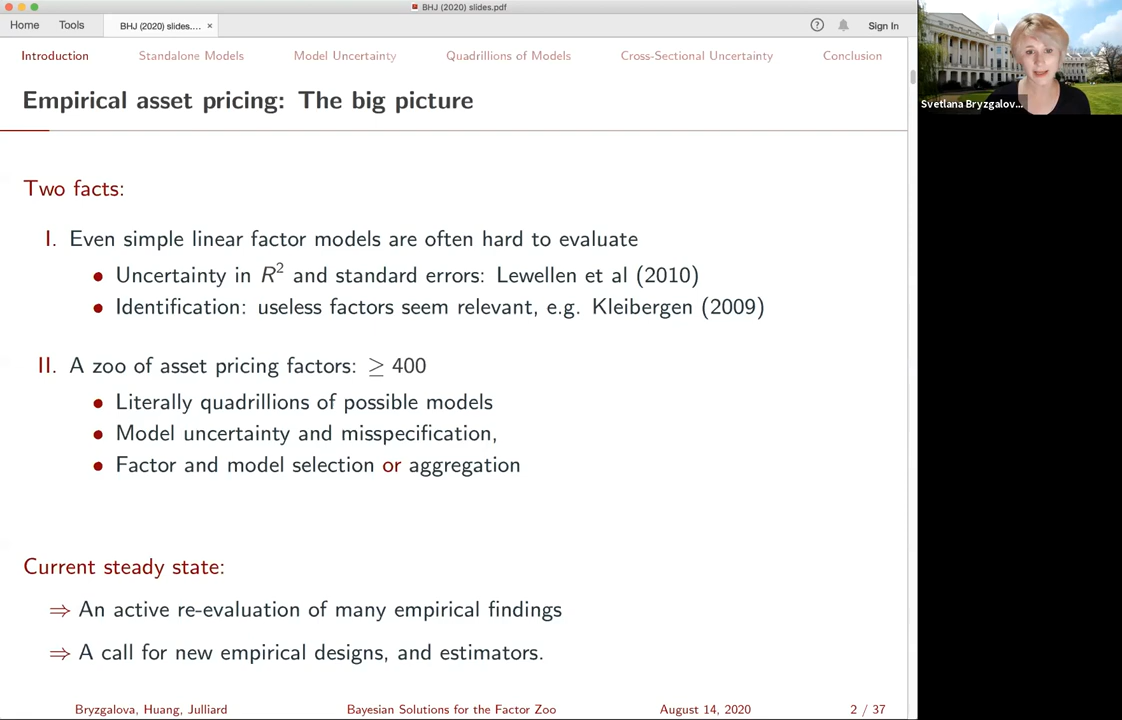 BHJ (2020) slides.pdf
Home Tools BHJ (2020) slides.... × ? Sign In
Introduction Standalone Models Model Uncertainty Quadrillions of Models Cross-Sectional Uncertainty Conclusion
Empirical asset pricing: The big picture
Two facts:
I. Even simple linear factor models are often hard to evaluate
• Uncertainty in R² and standard errors: Lewellen et al (2010)
• Identification: useless factors seem relevant, e.g. Kleibergen (2009)
II. A zoo of asset pricing factors: ≥ 400
• Literally quadrillions of possible models
• Model uncertainty and misspecification,
• Factor and model selection or aggregation
Current steady state:
⇒ An active re-evaluation of many empirical findings
⇒ A call for new empirical designs, and estimators.
Bryzgalova, Huang, Julliard Bayesian Solutions for the Factor Zoo August 14, 2020 2 / 37
Svetlana Bryzgalov...